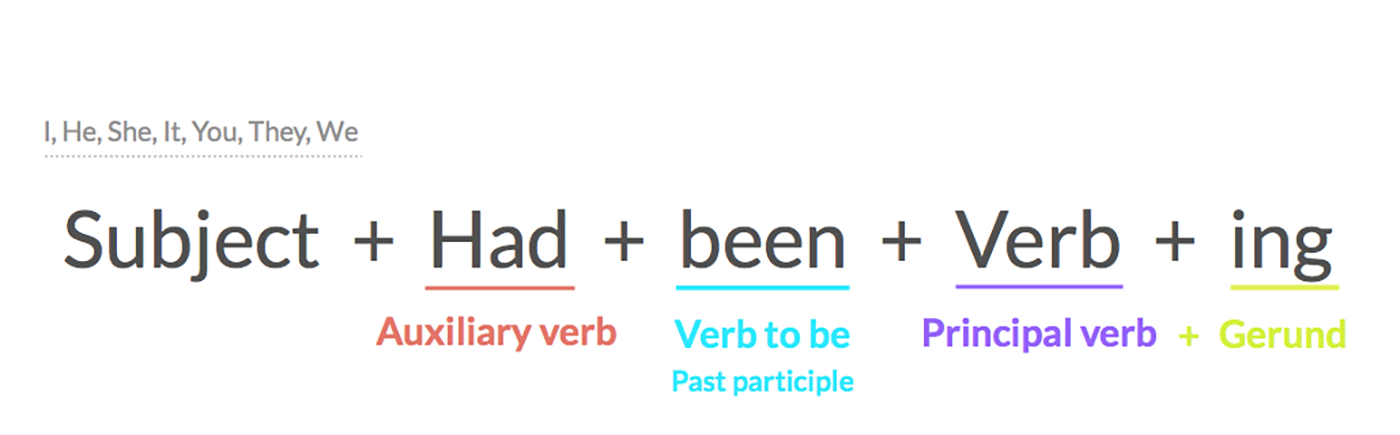 I, He, She, It, You, They, We
Subject + Had + been + Verb + ing
Auxiliary verb Verb to be Principal verb + Gerund
Past participle